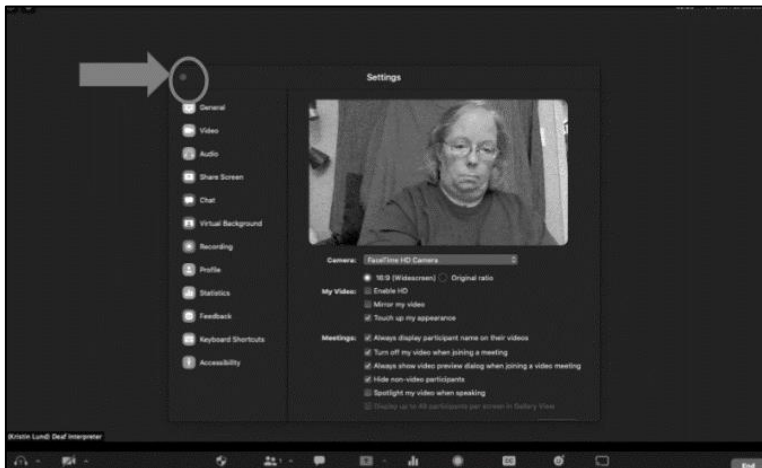 Settings
General
Video
Audio
Share Screen
Chat
Virtual Background
Recording
Profile
Statistics
Feedback
Keyboard Shortcuts
Accessibility
Camera: FaceTime HD Camera
16:9 (Widescreen) Original ratio
My Video: Enable HD
Mirror my video
Touch up my appearance
Meetings: Always display participant name on their videos
Turn off my video when joining a meeting
Always show video preview dialog when joining a video meeting
Hide non-video participants
Spotlight my video when speaking
Display up to 49 participants per screen in Gallery View
(Kristin Lund) Deaf Interpreter
1
CC
End